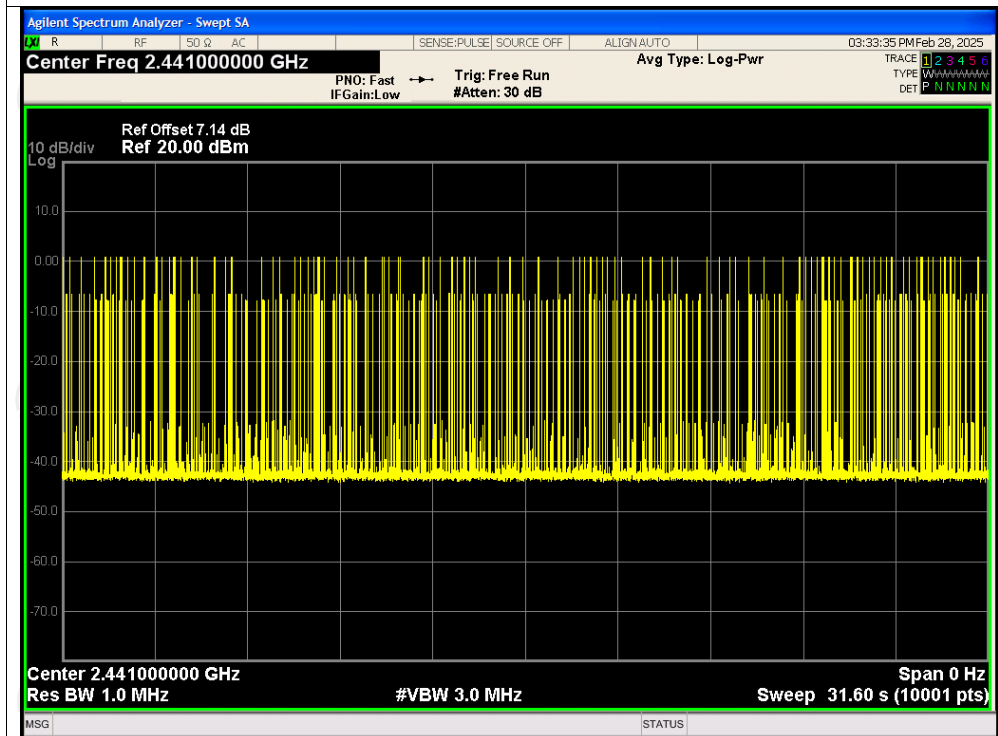 Agilent Spectrum Analyzer - Swept SA
LXI R RF 50 Ω AC SENSE:PULSE SOURCE OFF ALIGN AUTO 03:33:35 PM Feb 28, 2025
Center Freq 2.441000000 GHz Avg Type: Log-Pwr TRACE 1 2 3 4 5 6
PNO: Fast Trig: Free Run TYPE WWWWWW
IFGain:Low #Atten: 30 dB DET P N N N N N
Ref Offset 7.14 dB
10 dB/div Ref 20.00 dBm
Log
10.0
0.00
-10.0
-20.0
-30.0
-40.0
-50.0
-60.0
-70.0
Center 2.441000000 GHz Span 0 Hz
Res BW 1.0 MHz #VBW 3.0 MHz Sweep 31.60 s (10001 pts)
MSG STATUS